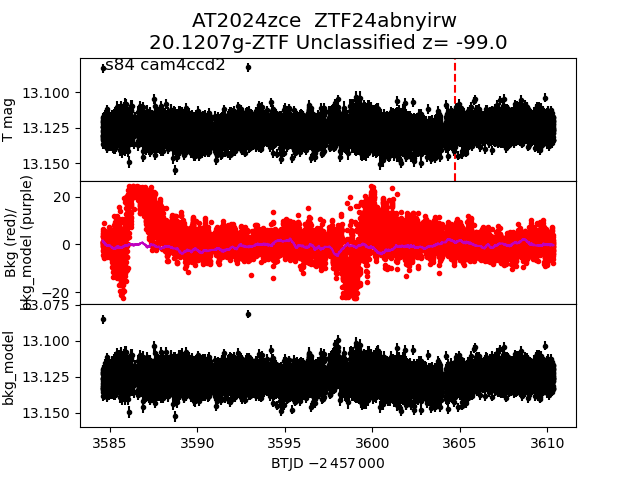 AT2024zce  ZTF24abnyirw
20.1207g-ZTF Unclassified z= -99.0
s84 cam4ccd2
T mag
13.100
13.125
13.150
Bkg (red)/
bkg_model (purple)
20
0
−20
bkg_model
13.075
13.100
13.125
13.150
3585
3590
3595
3600
3605
3610
BTJD −2 457 000